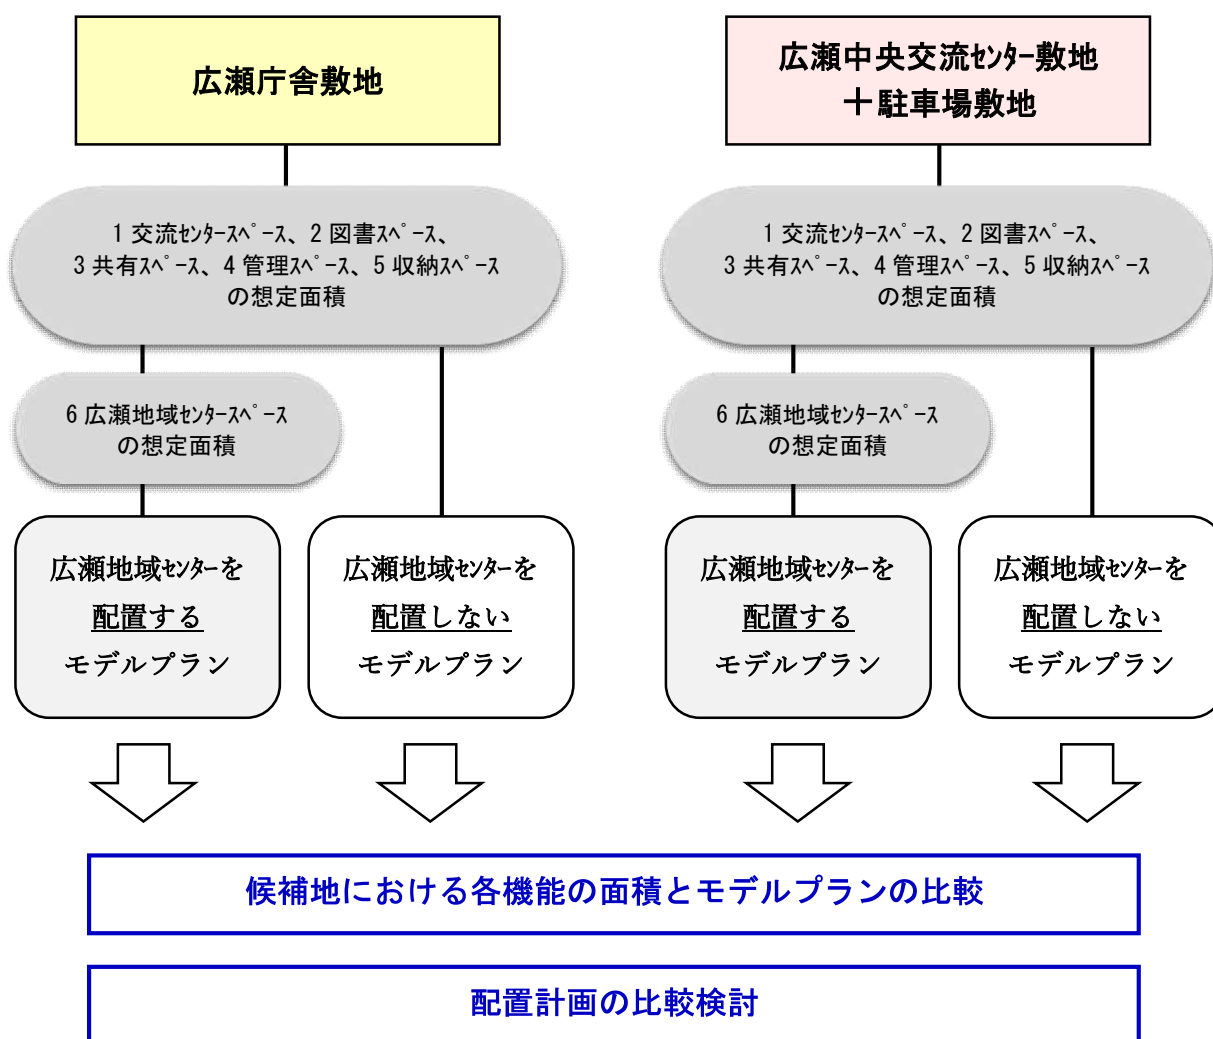 広瀬庁舎敷地
広瀬中央交流ｾﾝﾀｰ敷地
＋駐車場敷地
1 交流ｾﾝﾀｰｽﾍﾟｰｽ、2 図書ｽﾍﾟｰｽ、
3 共有ｽﾍﾟｰｽ、4 管理ｽﾍﾟｰｽ、5 収納ｽﾍﾟｰｽ
の想定面積
1 交流ｾﾝﾀｰｽﾍﾟｰｽ、2 図書ｽﾍﾟｰｽ、
3 共有ｽﾍﾟｰｽ、4 管理ｽﾍﾟｰｽ、5 収納ｽﾍﾟｰｽ
の想定面積
6 広瀬地域ｾﾝﾀｰｽﾍﾟｰｽ
の想定面積
6 広瀬地域ｾﾝﾀｰｽﾍﾟｰｽ
の想定面積
広瀬地域ｾﾝﾀｰを
配置する
モデルプラン
広瀬地域ｾﾝﾀｰを
配置しない
モデルプラン
広瀬地域ｾﾝﾀｰを
配置する
モデルプラン
広瀬地域ｾﾝﾀｰを
配置しない
モデルプラン
候補地における各機能の面積とモデルプランの比較
配置計画の比較検討